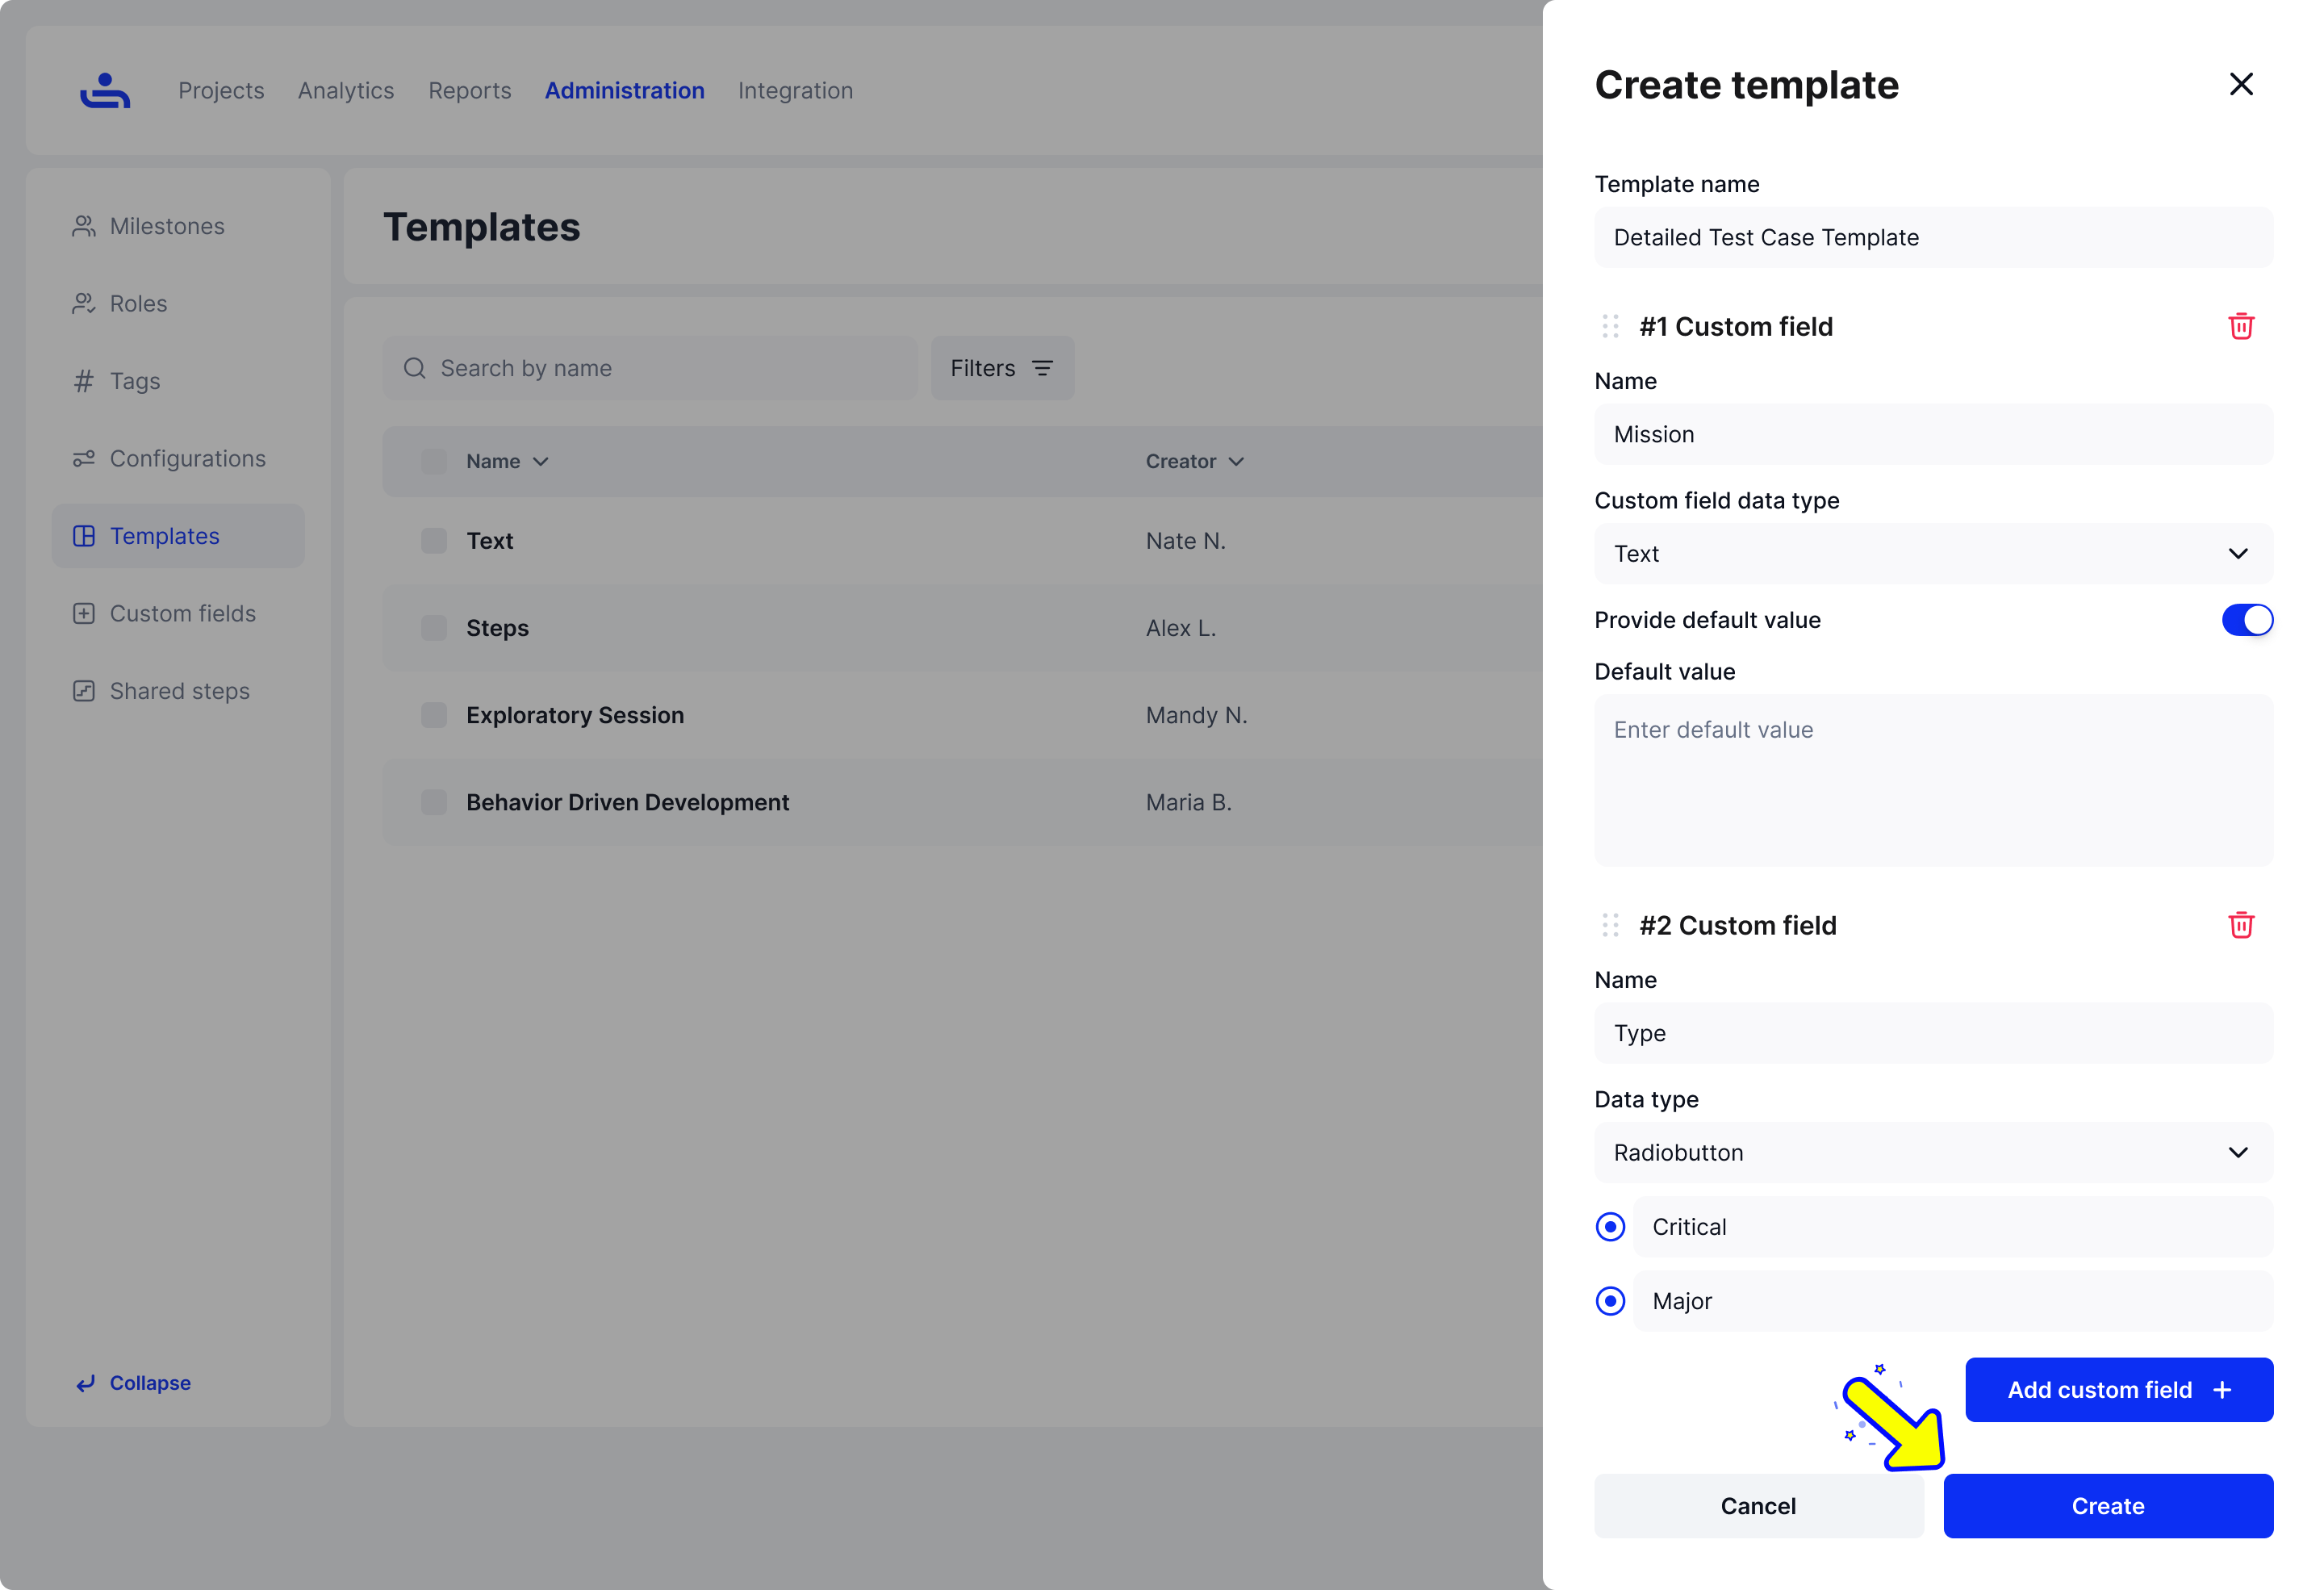 Projects Analytics Reports Administration Integration
Milestones
Roles
Tags
Configurations
Templates
Custom fields
Shared steps
Collapse
Templates
Search by name Filters
Name Creator
Text Nate N.
Steps Alex L.
Exploratory Session Mandy N.
Behavior Driven Development Maria B.
Create template
Template name
Detailed Test Case Template
#1 Custom field
Name
Mission
Custom field data type
Text
Provide default value
Default value
Enter default value
#2 Custom field
Name
Type
Data type
Radiobutton
Critical
Major
Add custom field +
Cancel Create